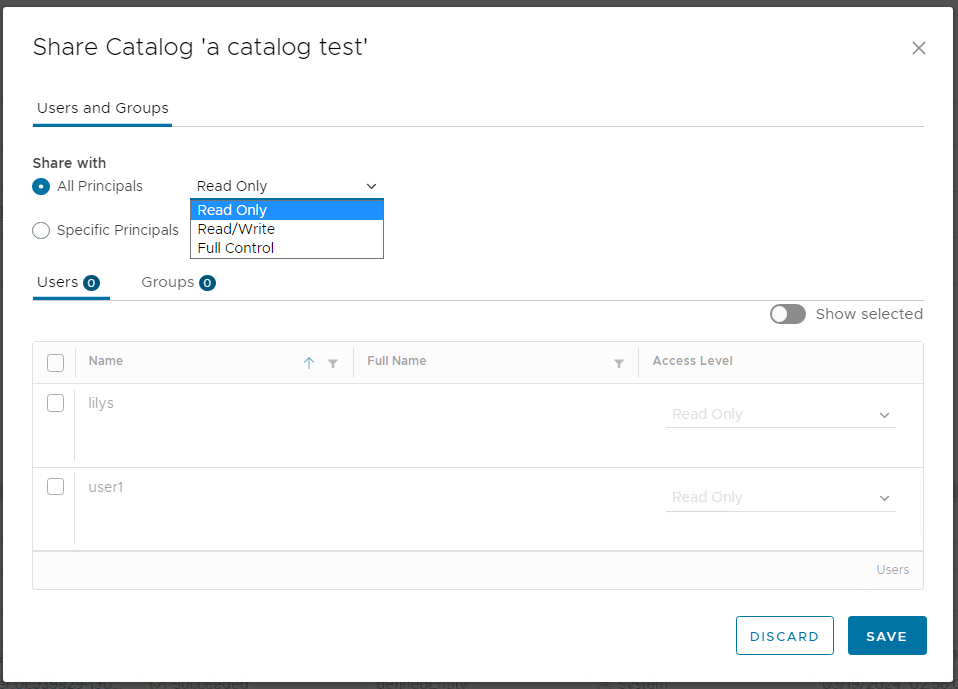 Share Catalog 'a catalog test'
Users and Groups
Share with
All Principals
Read Only
Read Only
Read/Write
Full Control
Specific Principals
Users 0 Groups 0
Show selected
Name Full Name Access Level
lilys Read Only
user1 Read Only
Users
DISCARD SAVE